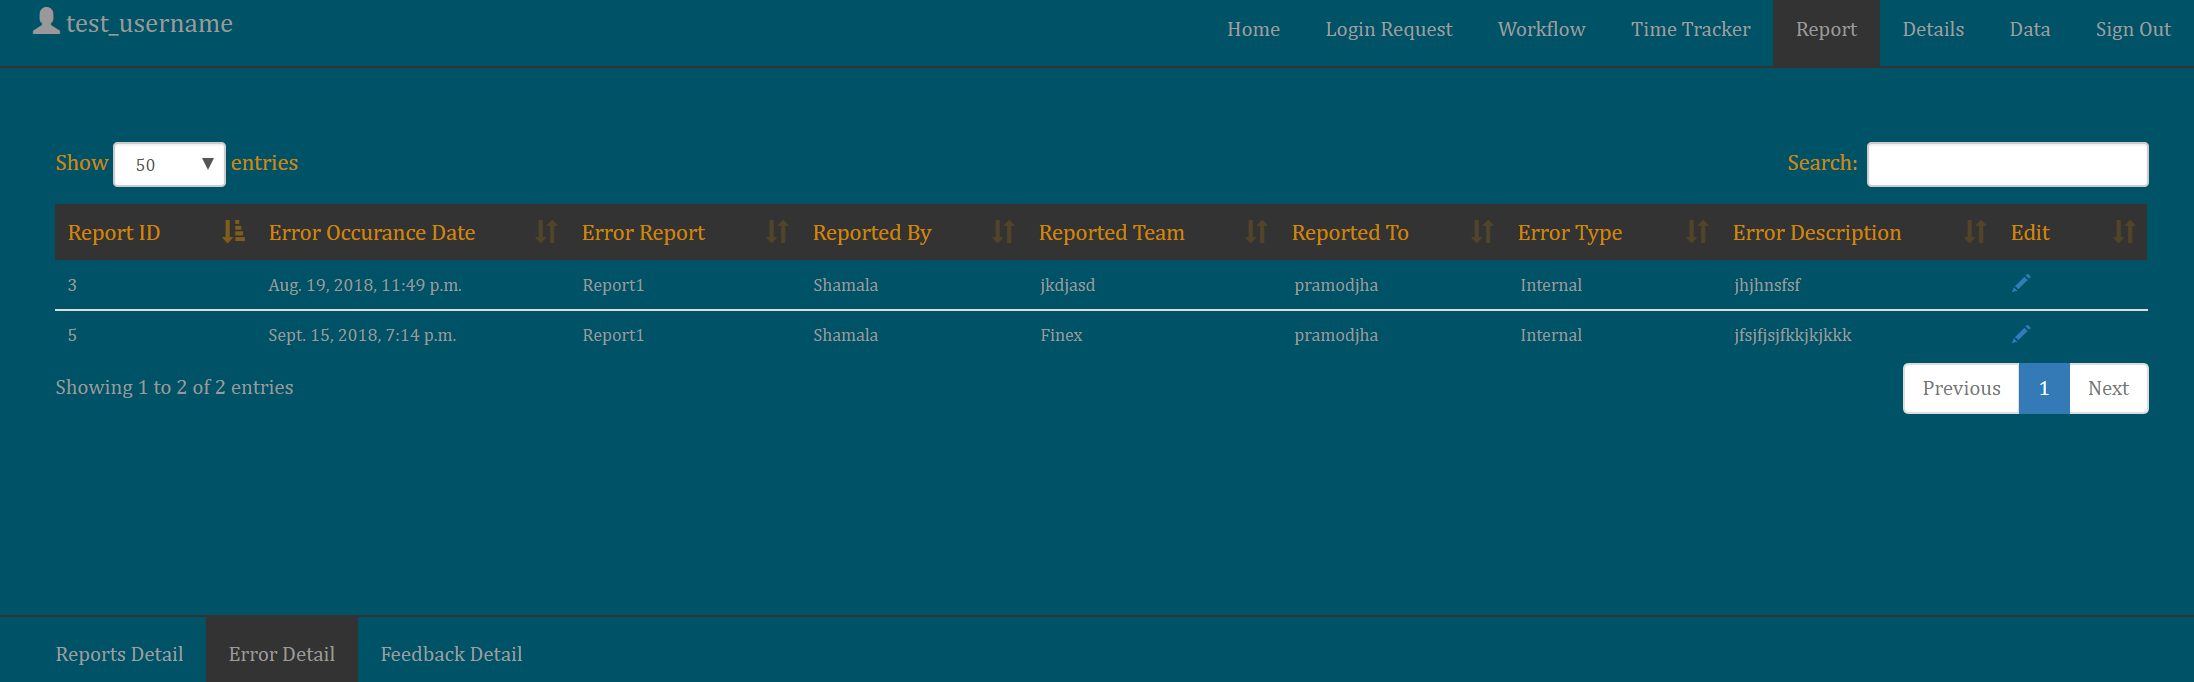 test_username
Home Login Request Workflow Time Tracker Report Details Data Sign Out
Show 50 entries Search:
Report ID Error Occurance Date Error Report Reported By Reported Team Reported To Error Type Error Description Edit
3 Aug. 19, 2018, 11:49 p.m. Report1 Shamala jkdjasd pramodjha Internal jhjhnsfsf
5 Sept. 15, 2018, 7:14 p.m. Report1 Shamala Finex pramodjha Internal jfsjfjsjfkkjkjkkk
Showing 1 to 2 of 2 entries Previous 1 Next
Reports Detail Error Detail Feedback Detail